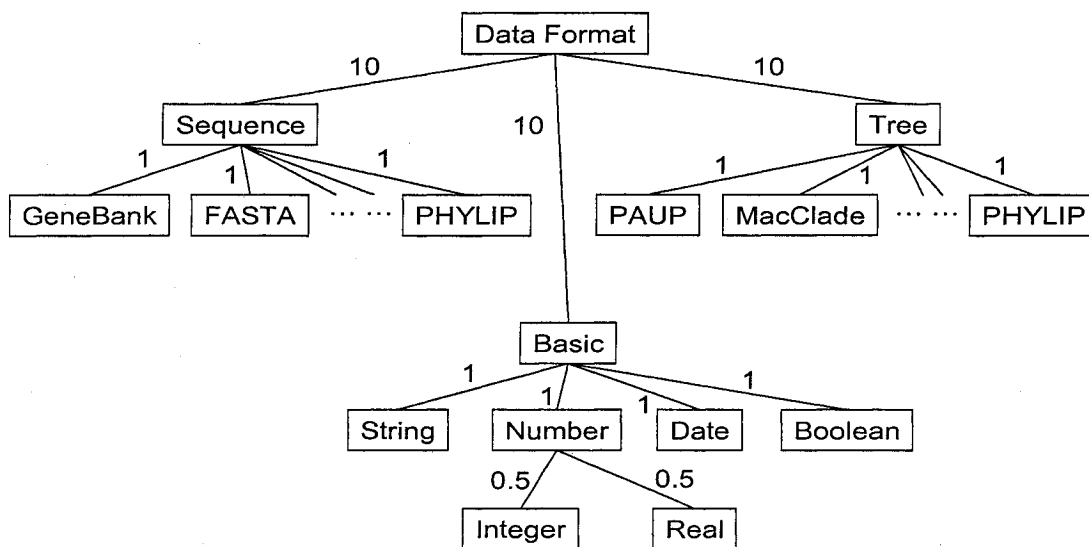 Data Format
10
10
10
Sequence
Tree
1
1
1
1
1
1
GeneBank
FASTA
... ...
PHYLIP
PAUP
MacClade
... ...
PHYLIP
Basic
1
1
1
1
String
Number
Date
Boolean
0.5
0.5
Integer
Real